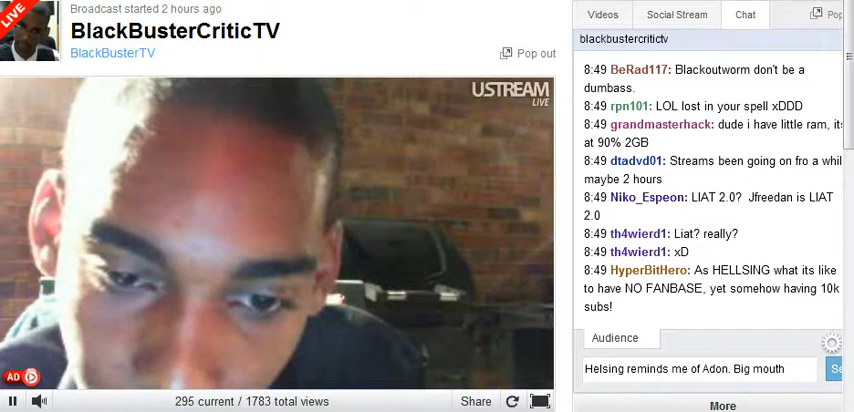 LIVE
Broadcast started 2 hours ago
BlackBusterCriticTV
BlackBusterTV
Pop out
USTREAM
LIVE
AD
295 current / 1783 total views
Share
Videos
Social Stream
Chat
Pop
blackbustercritictv
8:49 BeRad117: Blackoutworm don't be a
dumbass.
8:49 rpn101: LOL lost in your spell xDDD
8:49 grandmasterhack: dude i have little ram, its
at 90% 2GB
8:49 dtadvd01: Streams been going on fro a whil
maybe 2 hours
8:49 Niko_Espeon: LIAT 2.0? Jfreedan is LIAT
2.0
8:49 th4wierd1: Liat? really?
8:49 th4wierd1: xD
8:49 HyperBitHero: As HELLSING what its like
to have NO FANBASE, yet somehow having 10k
subs!
Audience
Helsing reminds me of Adon. Big mouth
Se
More